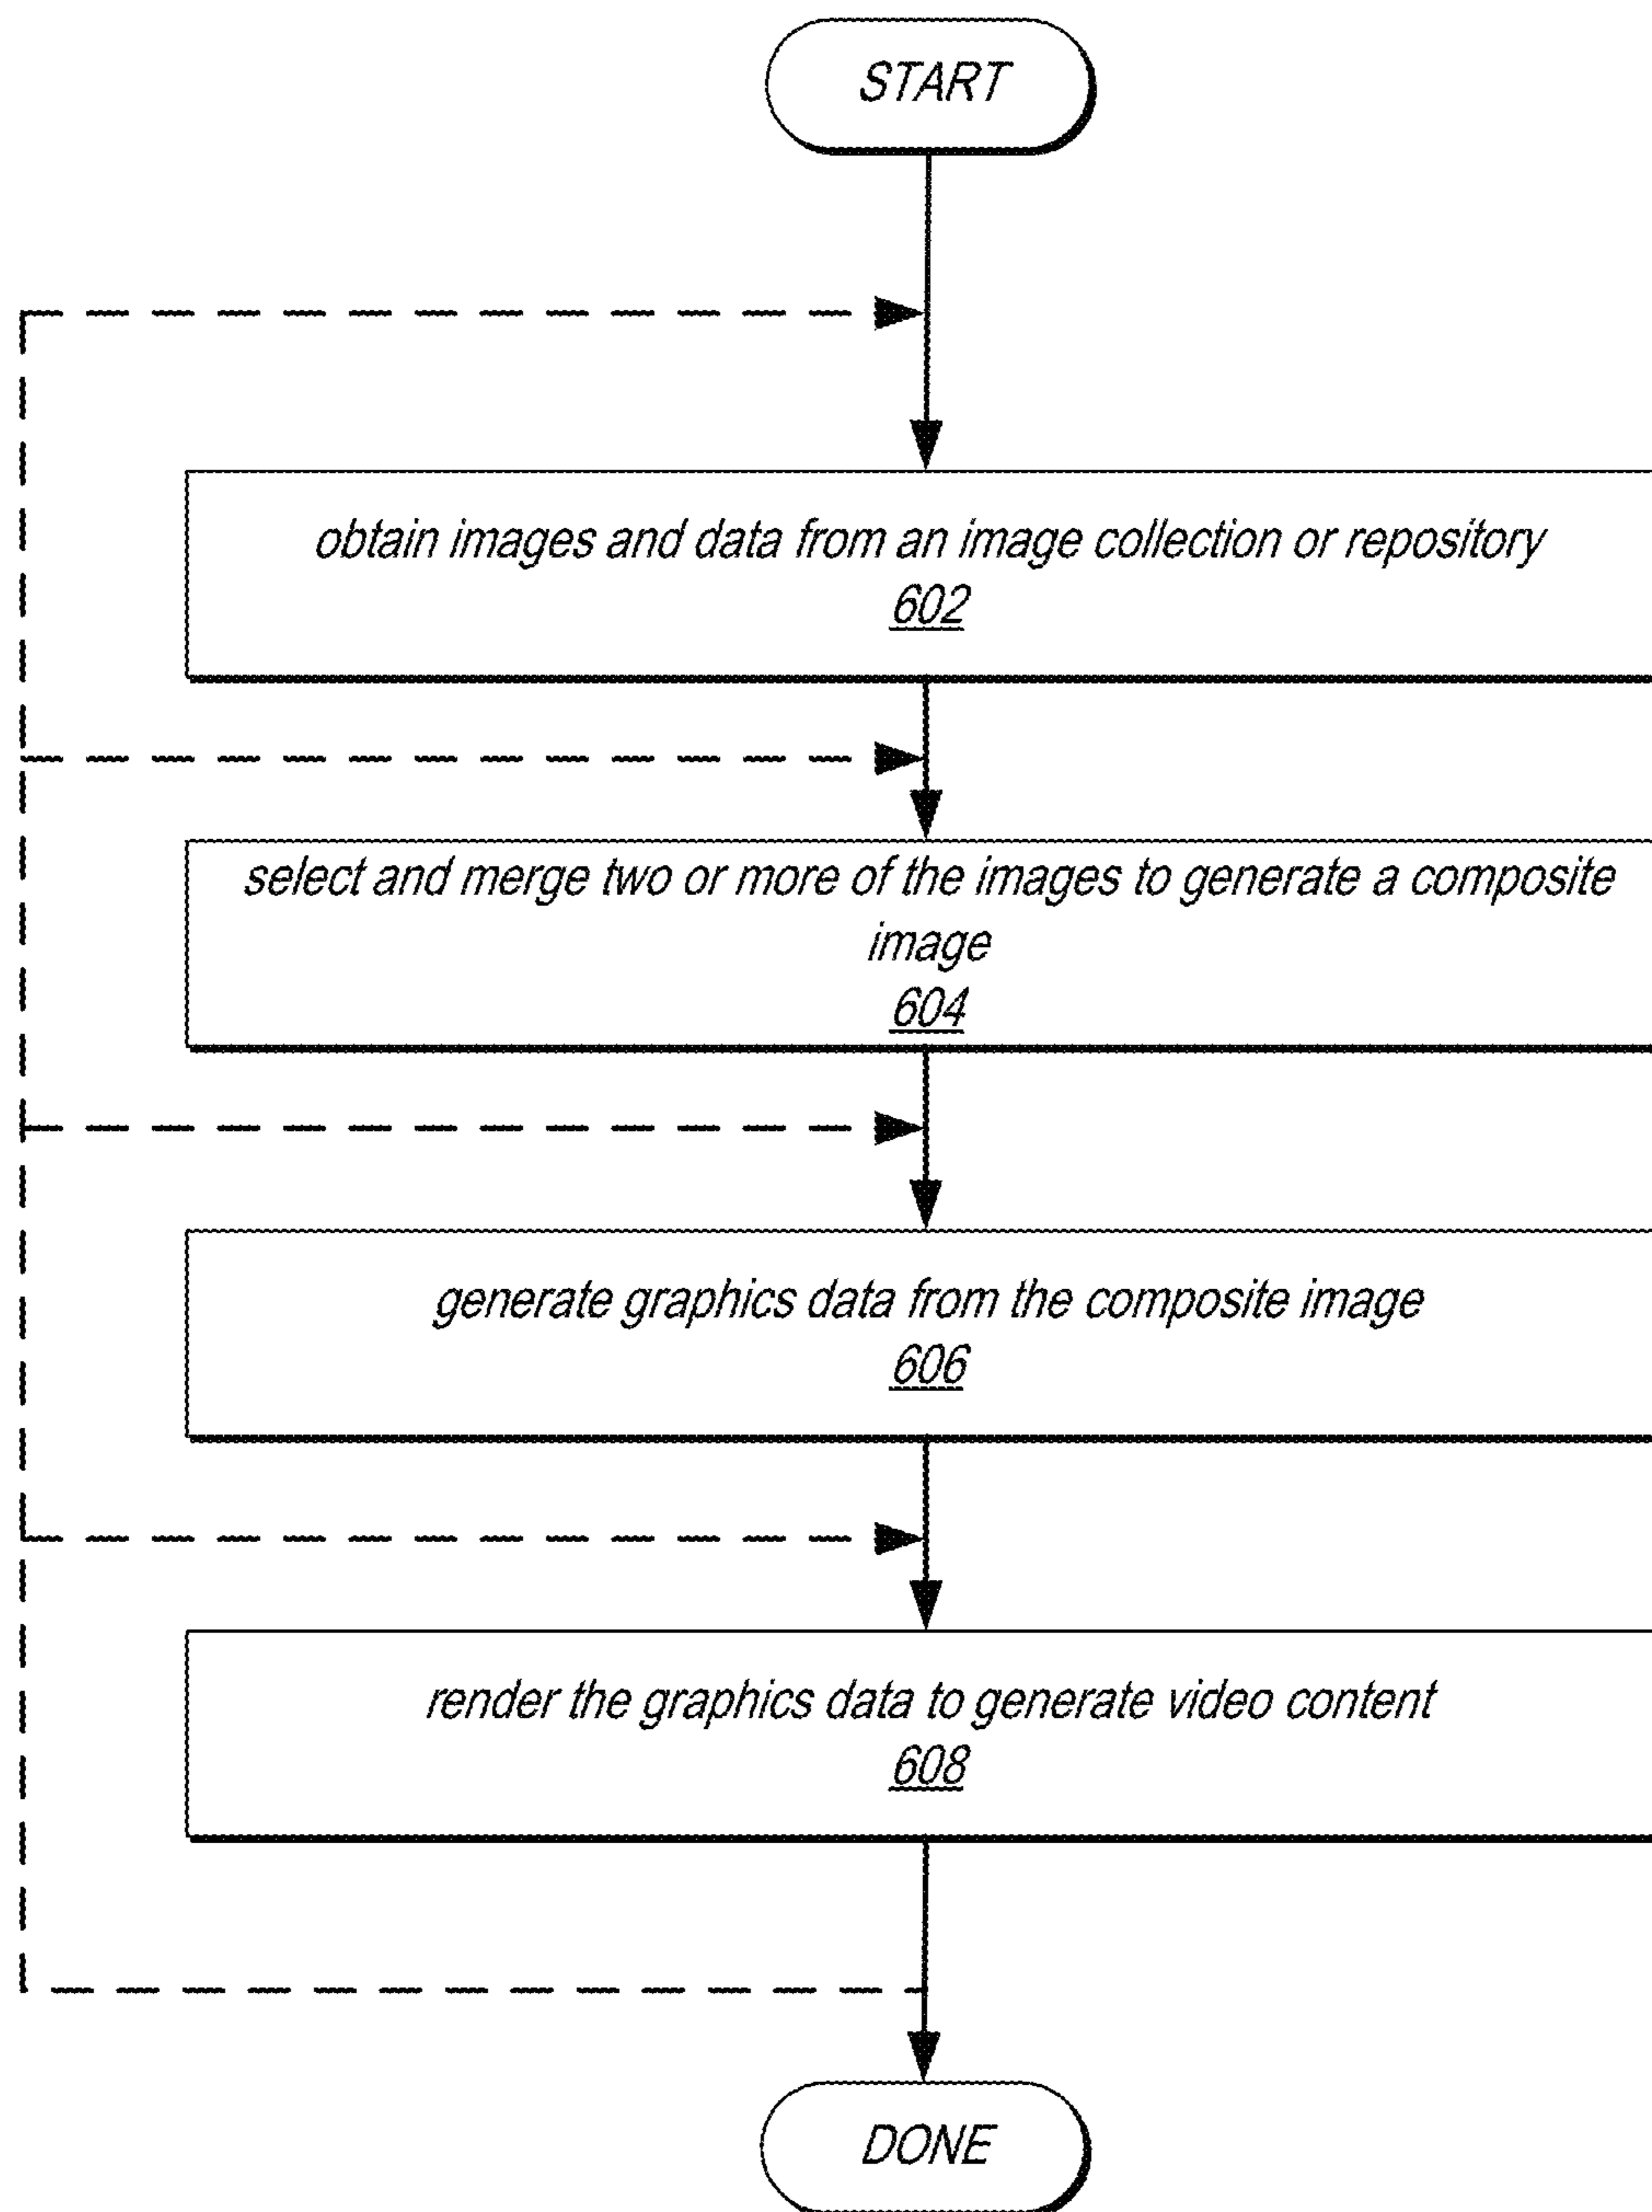 START
obtain images and data from an image collection or repository
602
select and merge two or more of the images to generate a composite
image
604
generate graphics data from the composite image
606
render the graphics data to generate video content
608
DONE